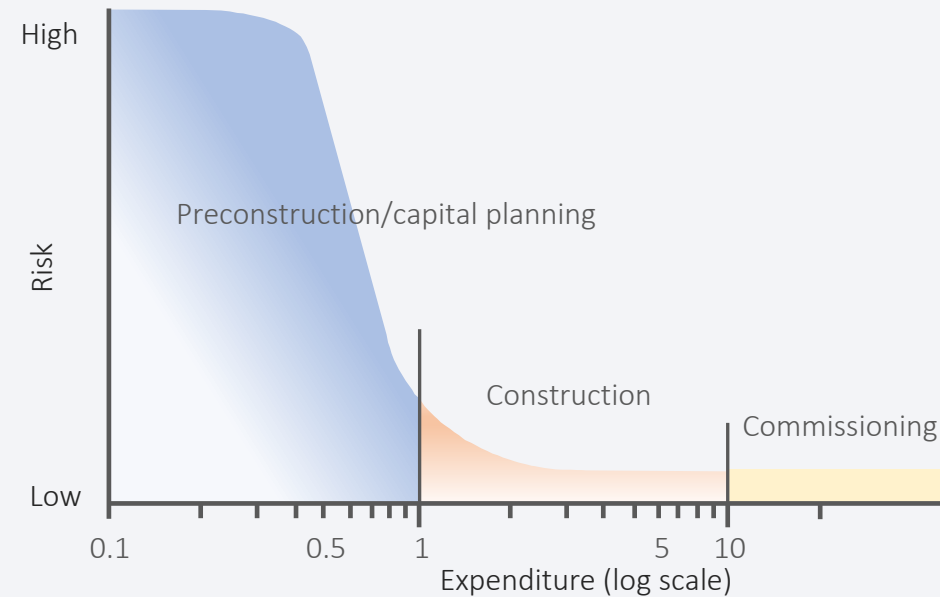 High
Preconstruction/capital planning
Risk
Construction
Commissioning
Low
0.1 0.5 1 5 10
Expenditure (log scale)